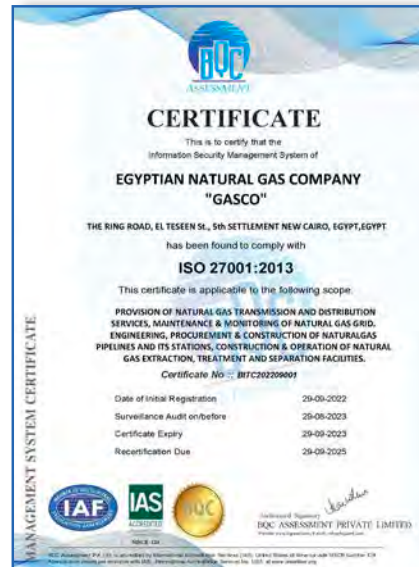 BQC
ASSESSMENT
CERTIFICATE
This is to certify that the
Information Security Management System of
EGYPTIAN NATURAL GAS COMPANY
"GASCO"
THE RING ROAD, EL TESEEN St., 5th SETTLEMENT NEW CAIRO, EGYPT,EGYPT
has been found to comply with
ISO 27001:2013
This certificate is applicable to the following scope.
PROVISION OF NATURAL GAS TRANSMISSION AND DISTRIBUTION
SERVICES, MAINTENANCE & MONITORING OF NATURAL GAS GRID.
ENGINEERING, PROCUREMENT & CONSTRUCTION OF NATURALGAS
PIPELINES AND ITS STATIONS, CONSTRUCTION & OPERATION OF NATURAL
GAS EXTRACTION, TREATMENT AND SEPARATION FACILITIES.
Certificate No :: BITC202209001
Date of Initial Registration 29-09-2022
Surveillance Audit on/before 29-08-2023
Certificate Expiry 29-09-2023
Recertification Due 29-09-2025
MANAGEMENT SYSTEM CERTIFICATE
IAF
IAS
ACCREDITED
BQC
Authorized Signatory
BQC ASSESSMENT PRIVATE LIMITED